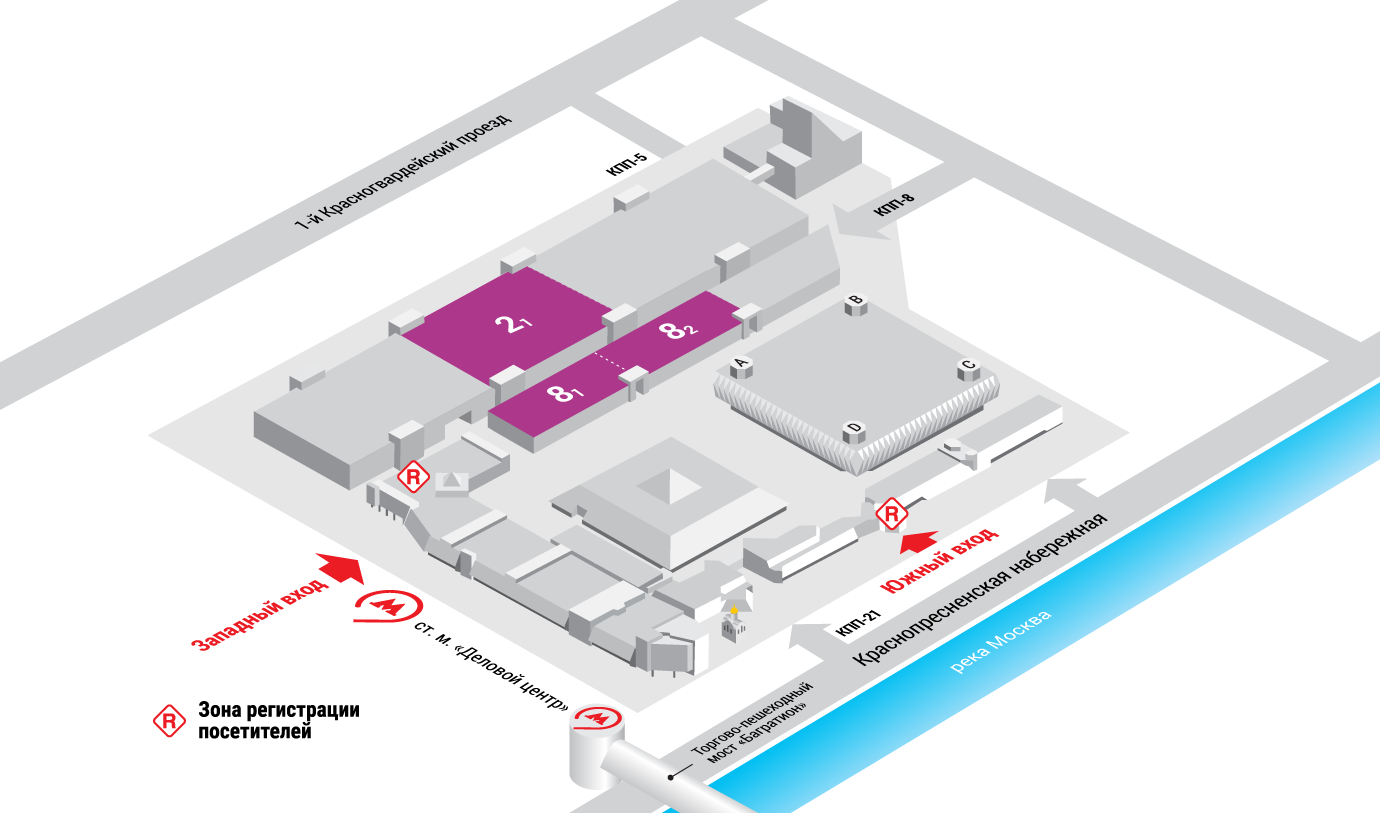 1-й Красногвардейский проезд
КПП-5
КПП-8
B
A
C
D
2₁
8₂
8₁
R
R
Южный вход
Западный вход
ст. м. «Деловой центр»
КПП-21
Краснопресненская набережная
река Москва
Торгово-пешеходный
мост «Багратион»
R
Зона регистрации
посетителей